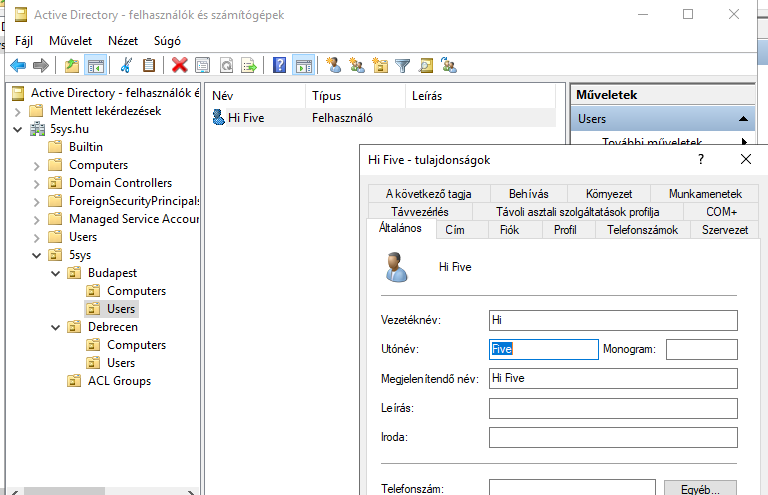 Active Directory - felhasználók és számítógépek
Fájl Művelet Nézet Súgó
Active Directory - felhasználók é
Mentett lekérdezések
5sys.hu
Builtin
Computers
Domain Controllers
ForeignSecurityPrincipals
Managed Service Accour
Users
5sys
Budapest
Computers
Users
Debrecen
Computers
Users
ACL Groups
Név Típus Leírás
Hi Five Felhasználó
Műveletek
Users
További műveletek
Hi Five - tulajdonságok
A következő tagja Behívás Környezet Munkamenetek
Távvezérlés Távoli asztali szolgáltatások profilja COM+
Általános Cím Fiók Profil Telefonszámok Szervezet
Hi Five
Vezetéknév: Hi
Utónév: Five Monogram:
Megjelenítendő név: Hi Five
Leírás:
Iroda:
Telefonszám: Egyéb...